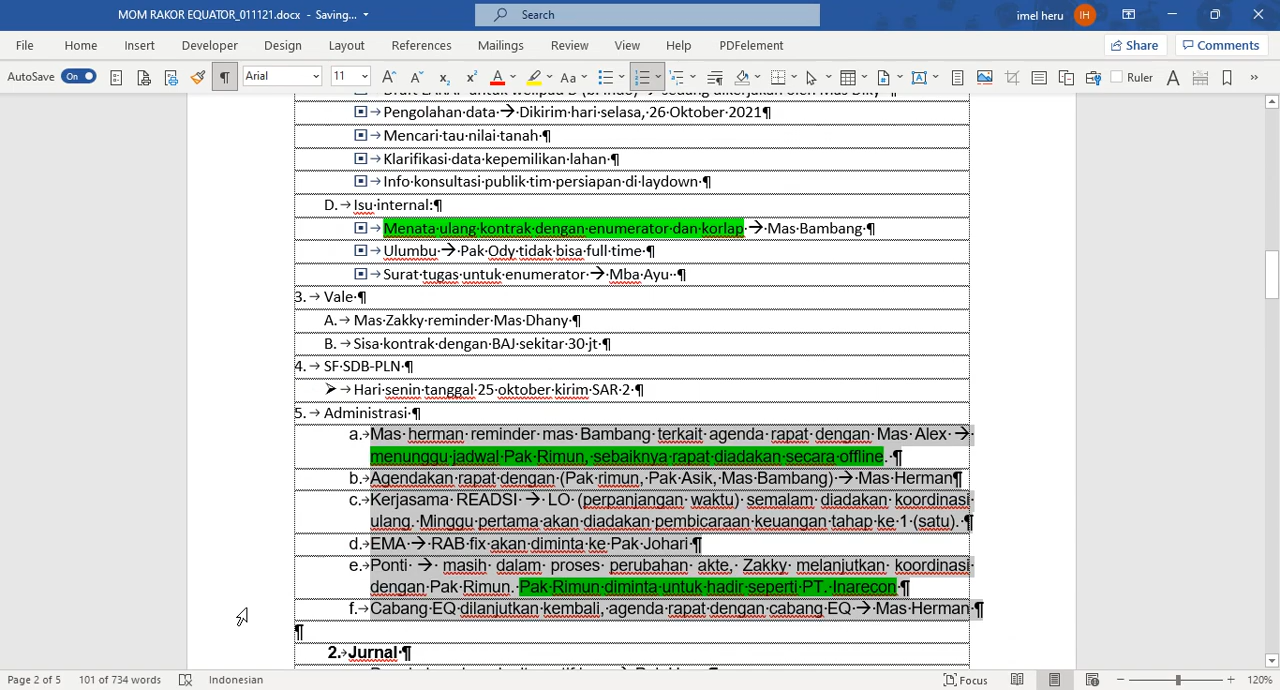 MOM RAKOR EQUATOR_011121.docx - Saving...
Search
imel heru IH
File Home Insert Developer Design Layout References Mailings Review View Help PDFelement Share Comments
AutoSave On Arial 11 Ruler
Pengolahan data → Dikirim hari selasa, 26 Oktober 2021¶
Mencari tau nilai tanah ¶
Klarifikasi data kepemilikan lahan ¶
Info konsultasi publik tim persiapan di laydown ¶
D. → Isu internal:¶
Menata ulang kontrak dengan enumerator dan korlap → Mas Bambang ¶
Ulumbu → Pak Ody tidak bisa full time ¶
Surat tugas untuk enumerator → Mba Ayu ¶
3. → Vale ¶
A. → Mas Zakky reminder Mas Dhany ¶
B. → Sisa kontrak dengan BAJ sekitar 30 jt ¶
4. → SF SDB-PLN ¶
➢ → Hari senin tanggal 25 oktober kirim SAR 2 ¶
5. → Administrasi ¶
a.→Mas herman reminder mas Bambang terkait agenda rapat dengan Mas Alex →
menunggu jadwal Pak Rimun, sebaiknya rapat diadakan secara offline. ¶
b.→Agendakan rapat dengan (Pak rimun, Pak Asik, Mas Bambang) → Mas Herman¶
c.→Kerjasama READSI → LO (perpanjangan waktu) semalam diadakan koordinasi
ulang. Minggu pertama akan diadakan pembicaraan keuangan tahap ke 1 (satu). ¶
d.→EMA → RAB fix akan diminta ke Pak Johari ¶
e.→Ponti → masih dalam proses perubahan akte, Zakky melanjutkan koordinasi
dengan Pak Rimun. Pak Rimun diminta untuk hadir seperti PT. Inarecon ¶
f.→Cabang EQ dilanjutkan kembali, agenda rapat dengan cabang EQ → Mas Herman ¶
¶
2.→Jurnal ¶
Page 2 of 5 101 of 734 words Indonesian Focus 120%